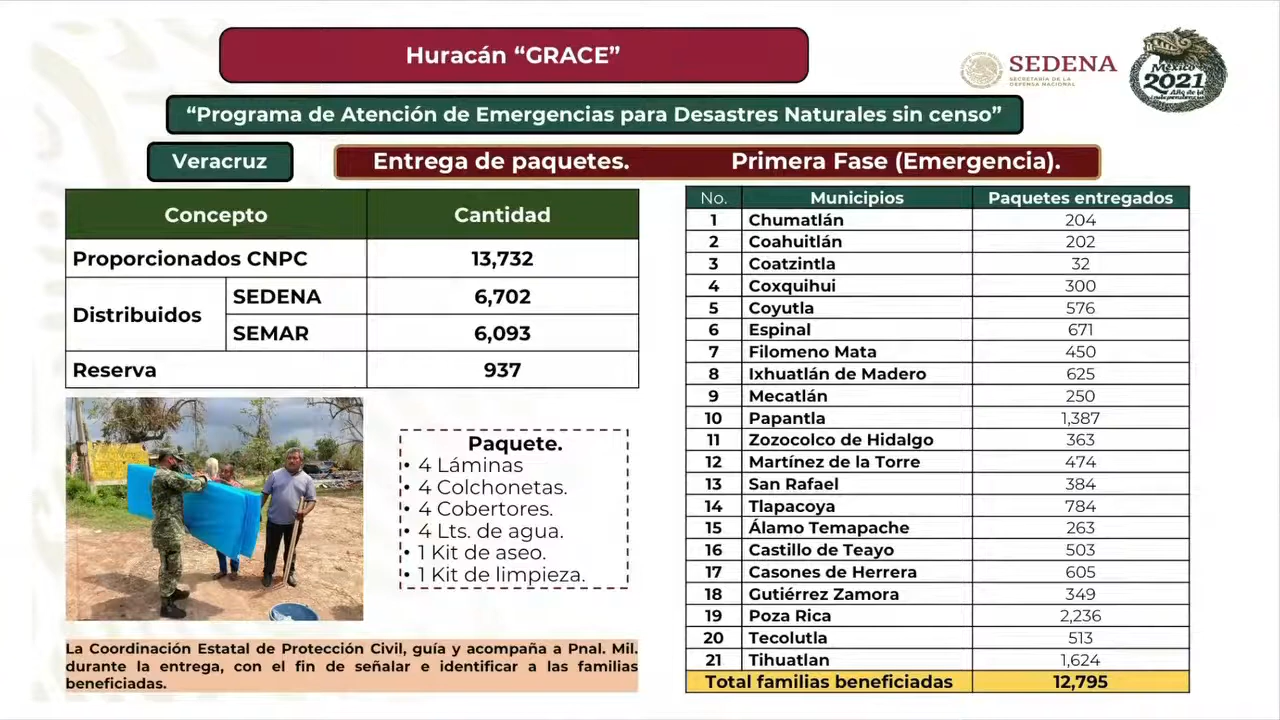 Huracán “GRACE”
SEDENA
SECRETARÍA DE LA
DEFENSA NACIONAL
México
2021
Año de la
Independencia
“Programa de Atención de Emergencias para Desastres Naturales sin censo”
Veracruz
Entrega de paquetes. Primera Fase (Emergencia).
Concepto Cantidad
Proporcionados CNPC 13,732
Distribuidos
SEDENA 6,702
SEMAR 6,093
Reserva 937
Paquete.
• 4 Láminas
• 4 Colchonetas.
• 4 Cobertores.
• 4 Lts. de agua.
• 1 Kit de aseo.
• 1 Kit de limpieza.
La Coordinación Estatal de Protección Civil, guía y acompaña a Pnal. Mil.
durante la entrega, con el fin de señalar e identificar a las familias
beneficiadas.
No. Municipios Paquetes entregados
1 Chumatlán 204
2 Coahuitlán 202
3 Coatzintla 32
4 Coxquihui 300
5 Coyutla 576
6 Espinal 671
7 Filomeno Mata 450
8 Ixhuatlán de Madero 625
9 Mecatlán 250
10 Papantla 1,387
11 Zozocolco de Hidalgo 363
12 Martínez de la Torre 474
13 San Rafael 384
14 Tlapacoya 784
15 Álamo Temapache 263
16 Castillo de Teayo 503
17 Casones de Herrera 605
18 Gutiérrez Zamora 349
19 Poza Rica 2,236
20 Tecolutla 513
21 Tihuatlan 1,624
Total familias beneficiadas 12,795